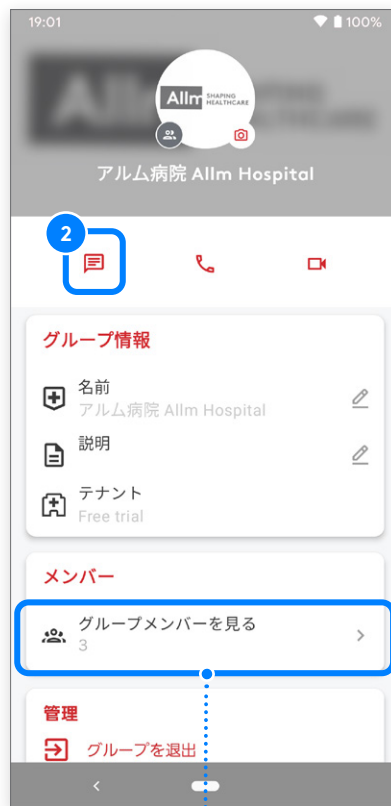 19:01
100%
Allm SHAPING HEALTHCARE
アルム病院 Allm Hospital
2
グループ情報
名前
アルム病院 Allm Hospital
説明
テナント
Free trial
メンバー
グループメンバーを見る
3
管理
グループを退出